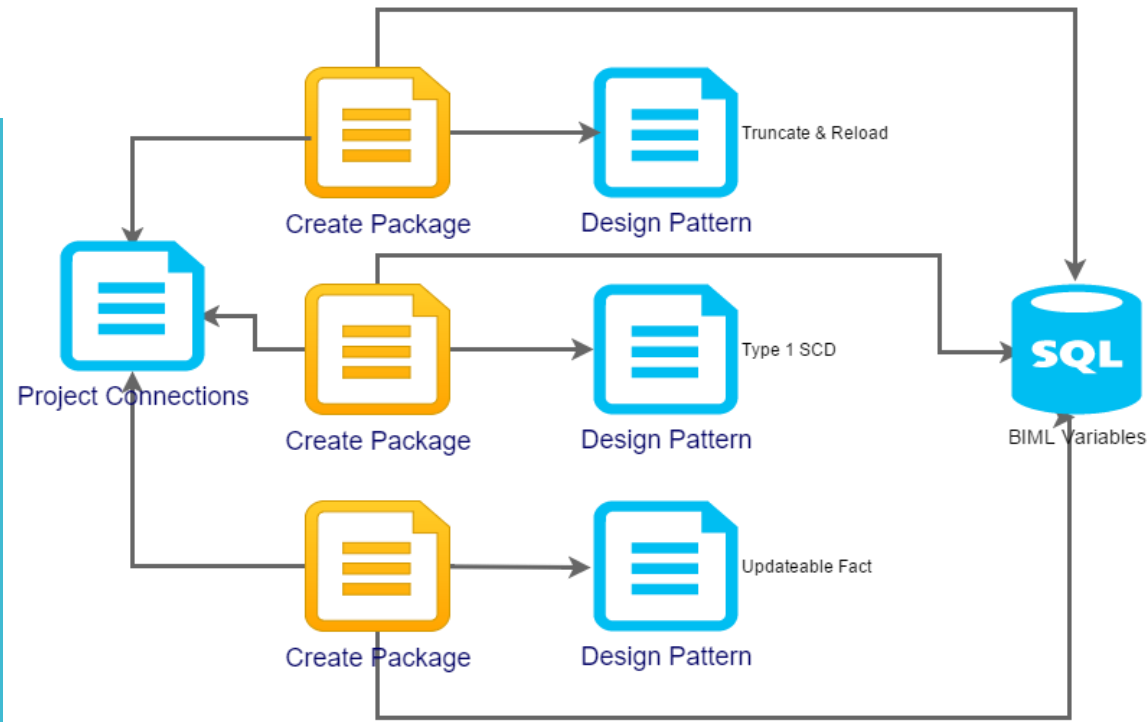 Truncate & Reload
Create Package
Design Pattern
Project Connections
Type 1 SCD
SQL
Create Package
Design Pattern
BIML Variables
Updateable Fact
Create Package
Design Pattern